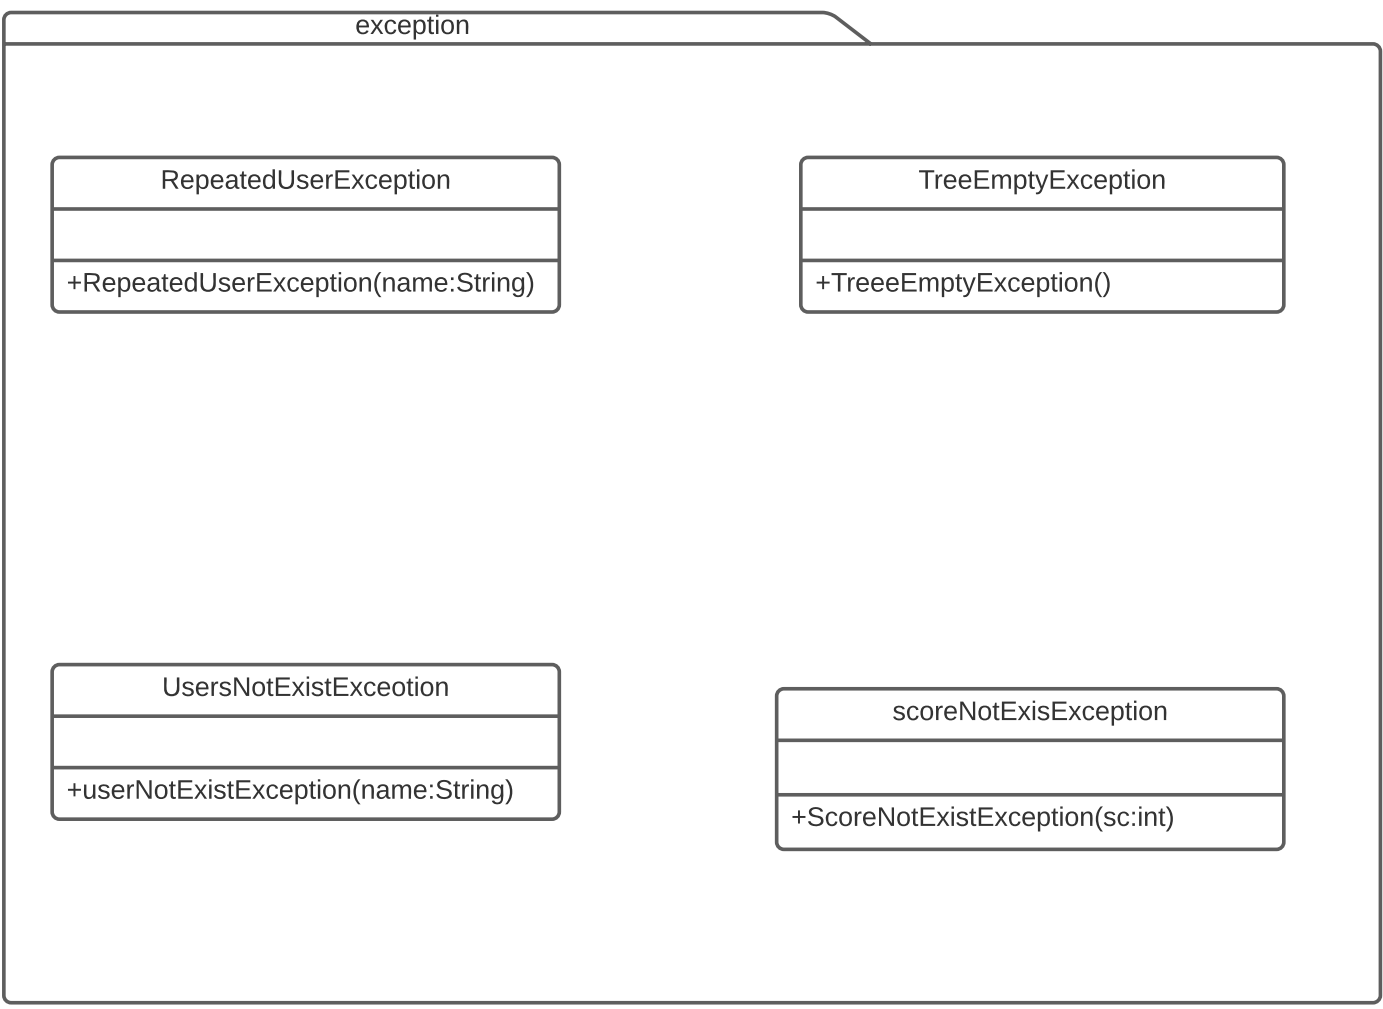 exception
RepeatedUserException
+RepeatedUserException(name:String)
TreeEmptyException
+TreeeEmptyException()
UsersNotExistExceotion
+userNotExistException(name:String)
scoreNotExisException
+ScoreNotExistException(sc:int)